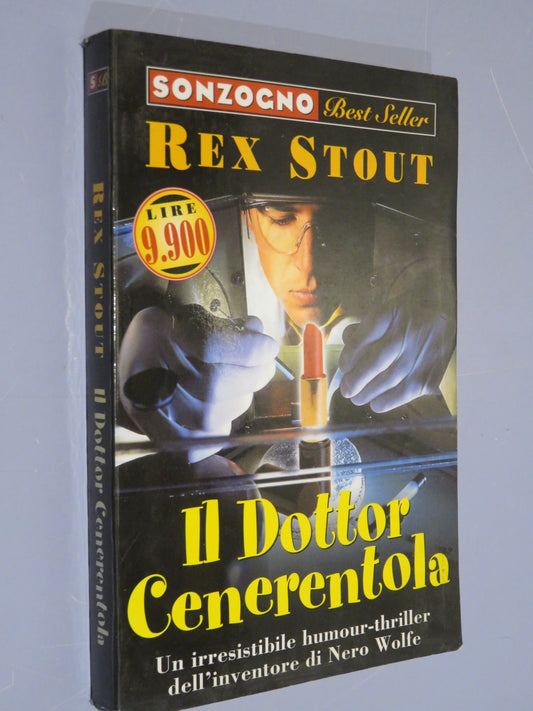 SONZOGNO Best Seller
REX STOUT
LIRE
9.900
Il Dottor
Cenerentola
Un irresistibile humour-thriller
dell'inventore di Nero Wolfe
REX STOUT Il Dottor Cenerentola